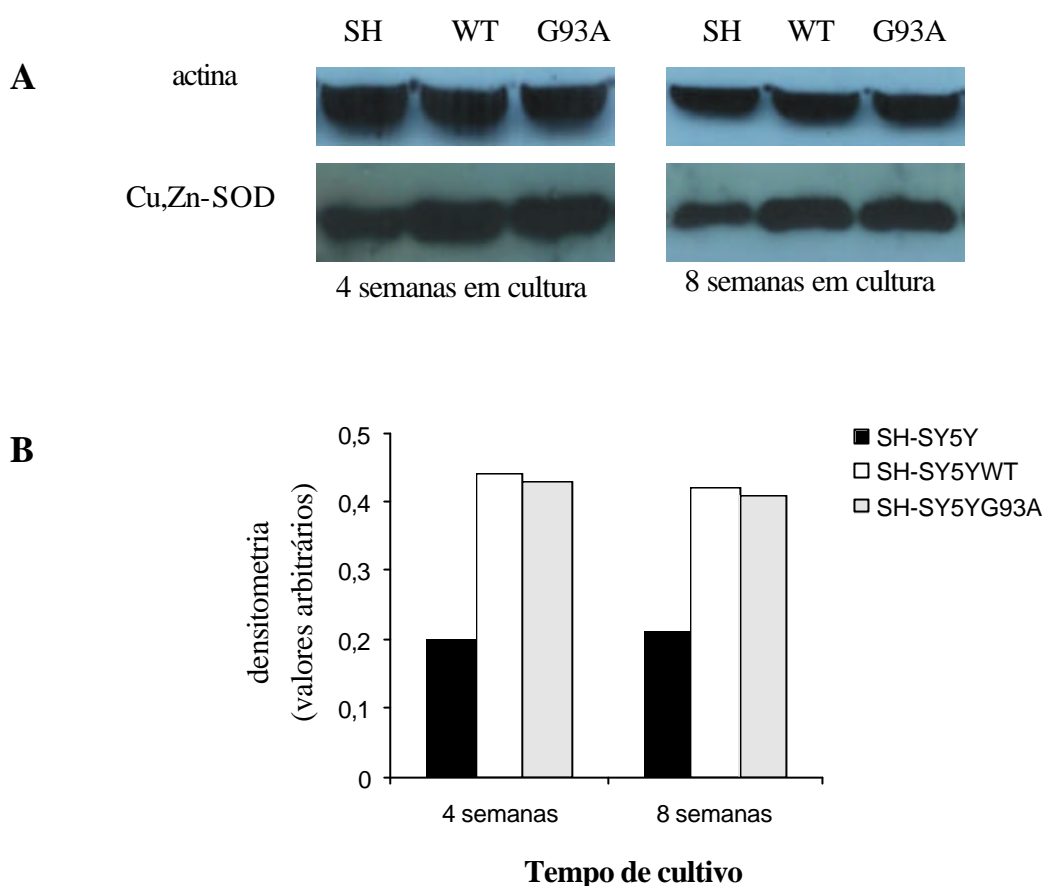 SH WT G93A SH WT G93A
A actina
Cu,Zn-SOD
4 semanas em cultura 8 semanas em cultura
B
0,5
0,4
0,3
0,2
0,1
0
densitometria
(valores arbitrários)
SH-SY5Y
SH-SY5YWT
SH-SY5YG93A
4 semanas 8 semanas
Tempo de cultivo